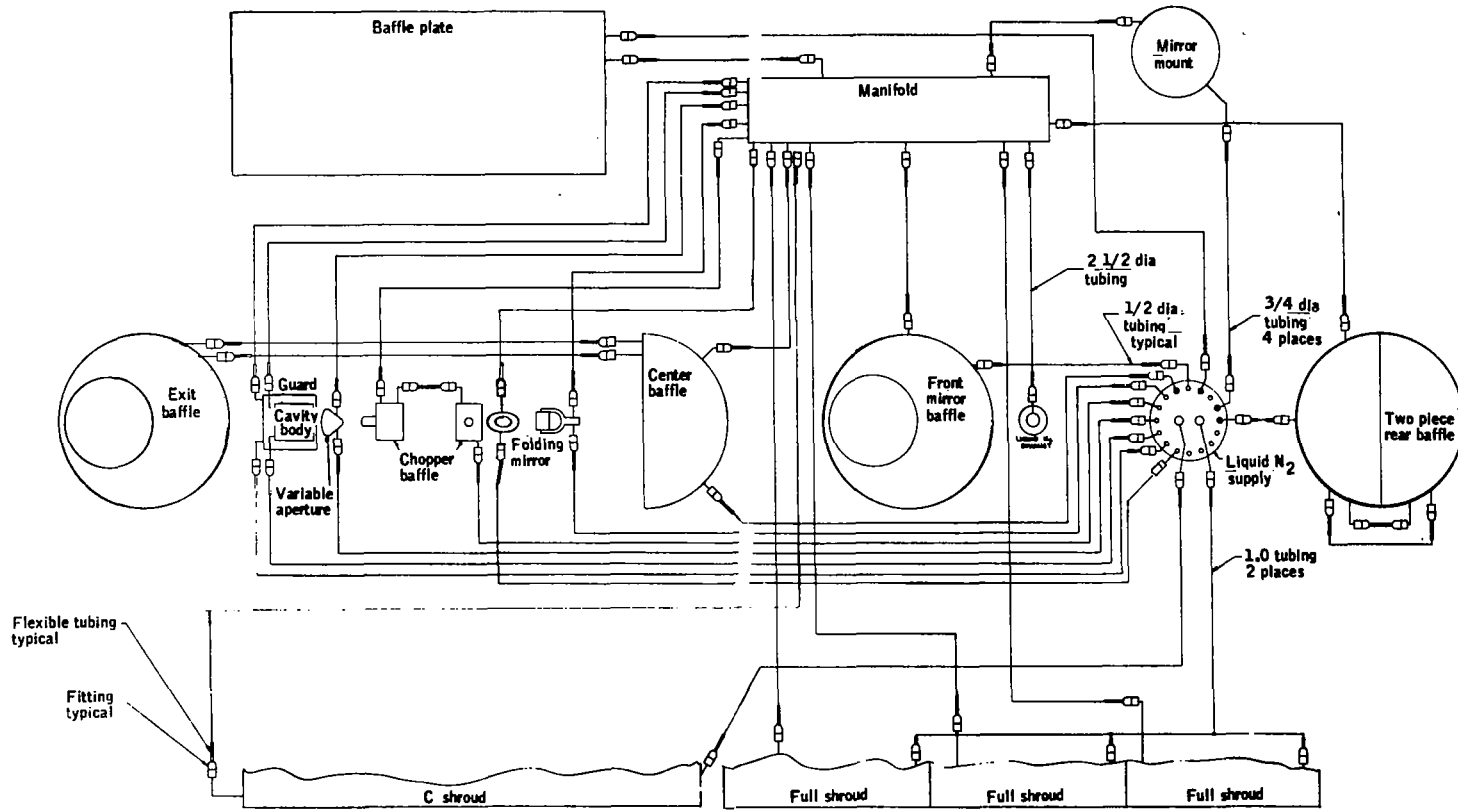 Baffle plate
Mirror
mount
Manifold
2 1/2 dia
tubing
1/2 dia.
tubing
typical
3/4 dia
tubing
4 places
Exit
baffle
Guard
Cavity
body
Variable
aperture
Chopper
baffle
Folding
mirror
Center
baffle
Front
mirror
baffle
LIQUID N2
Liquid N2
supply
Two piece
rear baffle
1.0 tubing
2 places
Flexible tubing
typical
Fitting
typical
C shroud
Full shroud
Full shroud
Full shroud